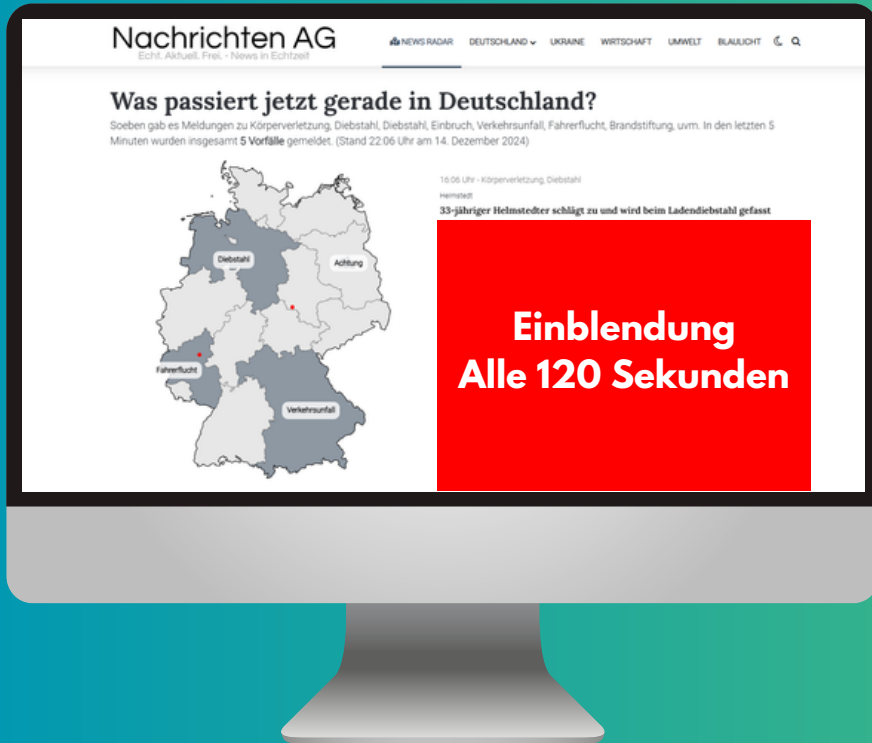 Nachrichten AG
Echt. Aktuell. Frei. - News in Echtzeit
NEWS RADAR DEUTSCHLAND UKRAINE WIRTSCHAFT UMWELT BLAULICHT
Was passiert jetzt gerade in Deutschland?
Soeben gab es Meldungen zu Körperverletzung, Diebstahl, Diebstahl, Einbruch, Verkehrsunfall, Fahrerflucht, Brandstiftung, uvm. In den letzten 5
Minuten wurden insgesamt 5 Vorfälle gemeldet. (Stand 22:06 Uhr am 14. Dezember 2024)
16:06 Uhr - Körperverletzung, Diebstahl
Helmstedt
33-jähriger Helmstedter schlägt zu und wird beim Ladendiebstahl gefasst
Diebstahl
Achtung
Fahrerflucht
Verkehrsunfall
Einblendung
Alle 120 Sekunden